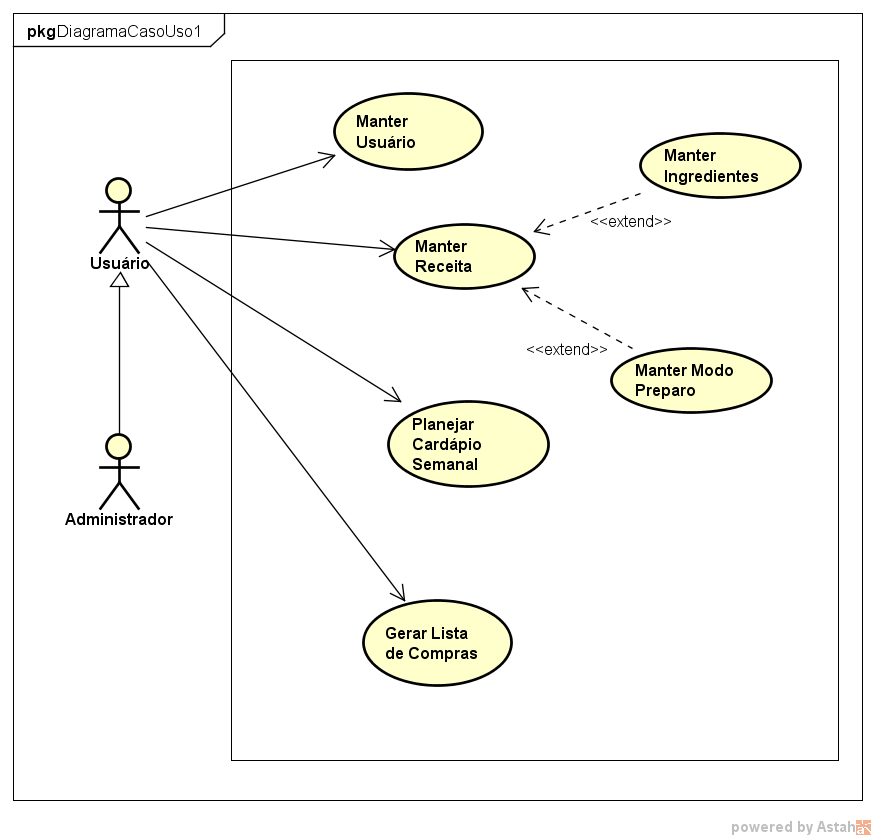 pkgDiagramaCasoUso1
Manter
Usuário
Manter
Ingredientes
<<extend>>
Usuário
Manter
Receita
<<extend>>
Manter Modo
Preparo
Planejar
Cardápio
Semanal
Administrador
Gerar Lista
de Compras
powered by Astah